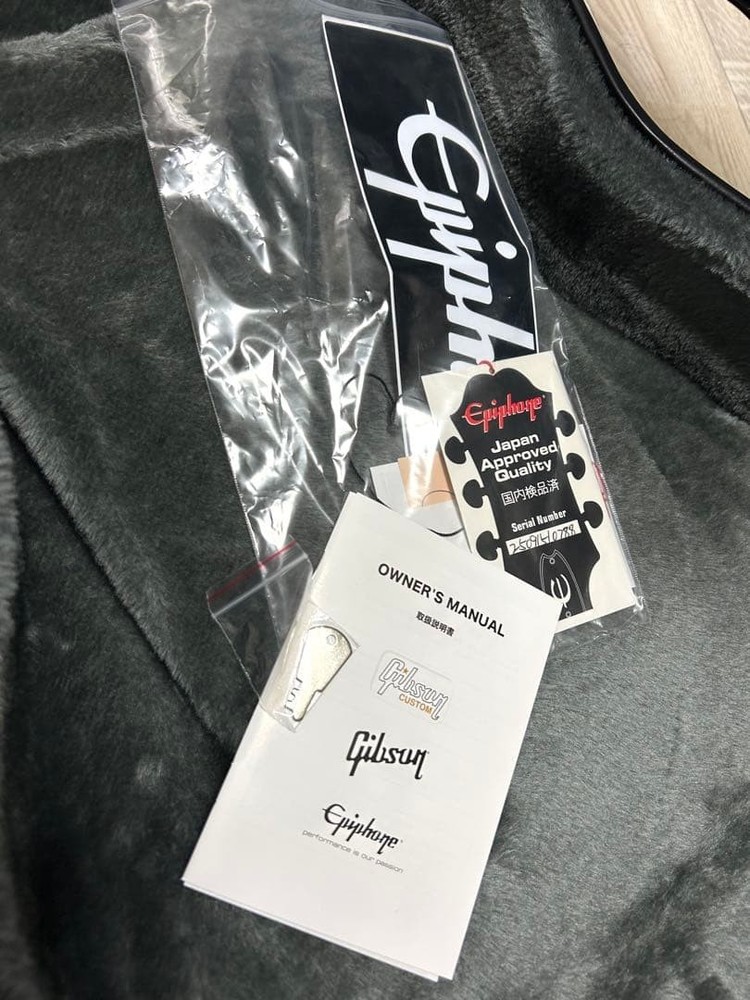 Epiph
Epiphone
Japan
Approved
Quality
国内検品済
Serial Number
OWNER'S MANUAL
取扱説明書
Gibson
CUSTOM
Gibson
Epiphone
performance is our passion